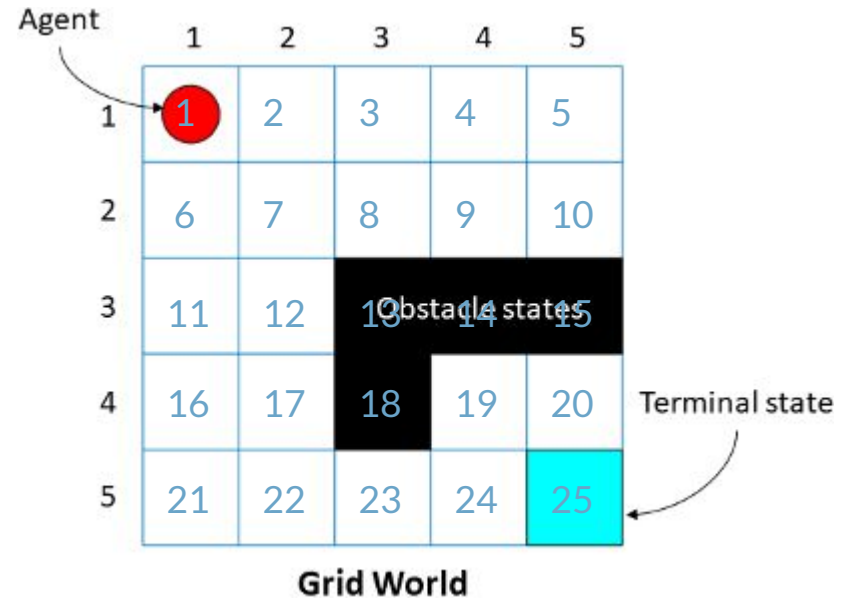 Agent
1 2 3 4 5
1 1 2 3 4 5
2 6 7 8 9 10
3 11 12 13 14 15
Obstacle states
4 16 17 18 19 20
Terminal state
5 21 22 23 24 25
Grid World